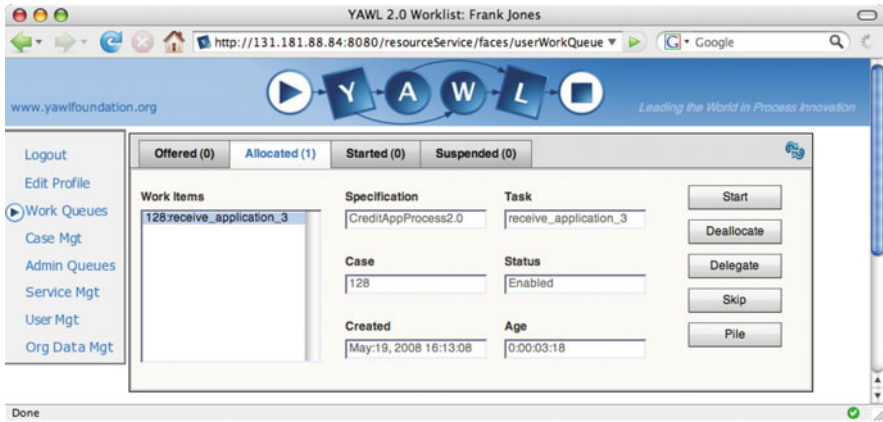 YAWL 2.0 Worklist: Frank Jones
http://131.181.88.84:8080/resourceService/faces/userWorkQueue
G Google
www.yawlfoundation.org
YAWL
Leading the World in Process Innovation
Logout
Edit Profile
Work Queues
Case Mgt
Admin Queues
Service Mgt
User Mgt
Org Data Mgt
Offered (0) Allocated (1) Started (0) Suspended (0)
Work Items
128:receive_application_3
Specification Task
CreditAppProcess2.0 receive_application_3
Case Status
128 Enabled
Created Age
May:19, 2008 16:13:08 0:00:03:18
Start
Deallocate
Delegate
Skip
Pile
Done